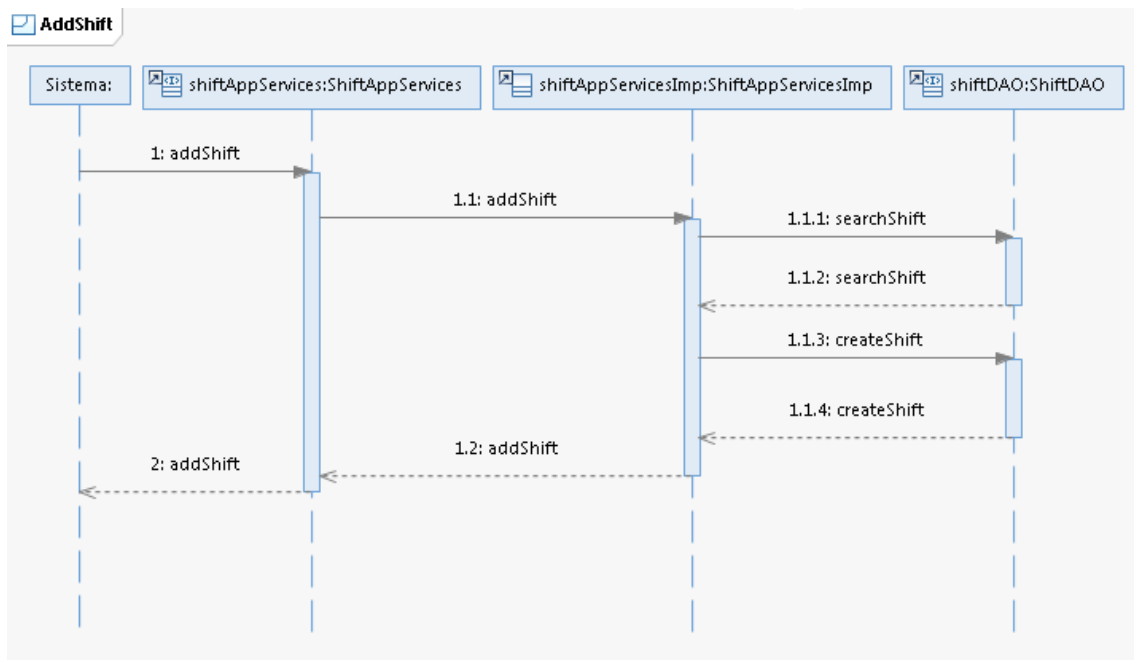 AddShift
Sistema:
shiftAppServices:ShiftAppServices
shiftAppServicesImp:ShiftAppServicesImp
shiftDAO:ShiftDAO
1: addShift
1.1: addShift
1.1.1: searchShift
1.1.2: searchShift
1.1.3: createShift
1.1.4: createShift
1.2: addShift
2: addShift